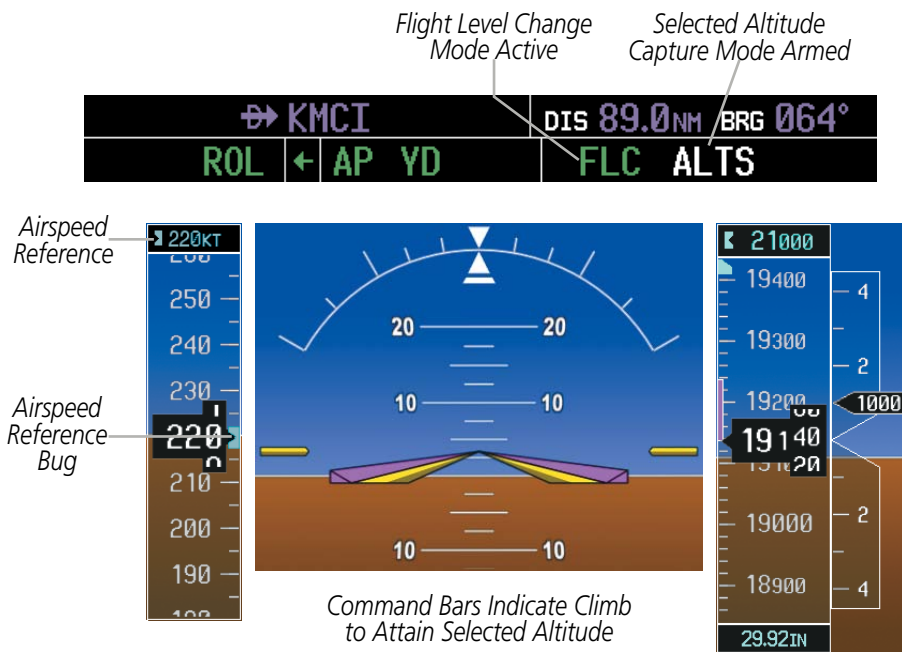 Flight Level Change
Mode Active
Selected Altitude
Capture Mode Armed
KMCI
DIS 89.0NM BRG 064°
ROL
AP YD
FLC ALTS
Airspeed
Reference
220KT
250
240
230
220
210
200
190
Airspeed
Reference
Bug
20 20
10 10
10 10
21000
19400
19300
19200
19140
20
19000
18900
29.92IN
4
2
1000
2
4
Command Bars Indicate Climb
to Attain Selected Altitude